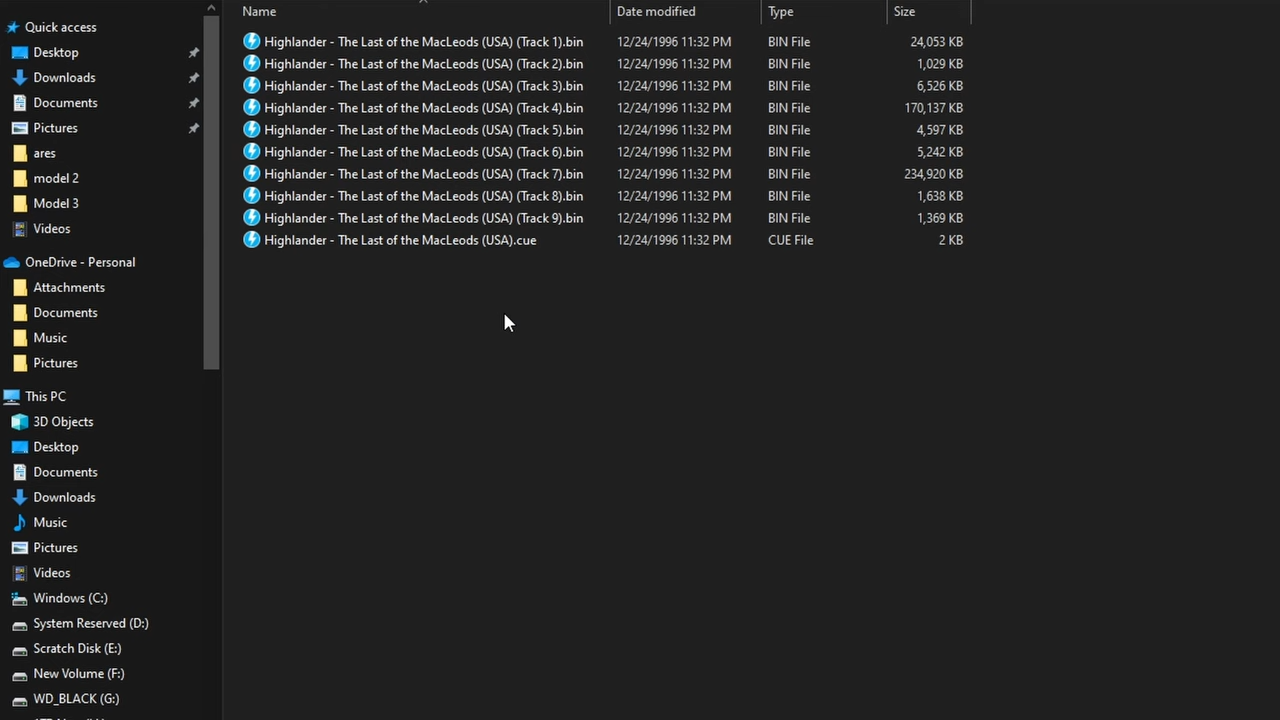 Name Date modified Type Size
Quick access
Desktop
Downloads
Documents
Pictures
ares
model 2
Model 3
Videos
OneDrive - Personal
Attachments
Documents
Music
Pictures
This PC
3D Objects
Desktop
Documents
Downloads
Music
Pictures
Videos
Windows (C:)
System Reserved (D:)
Scratch Disk (E:)
New Volume (F:)
WD_BLACK (G:)
Highlander - The Last of the MacLeods (USA) (Track 1).bin 12/24/1996 11:32 PM BIN File 24,053 KB
Highlander - The Last of the MacLeods (USA) (Track 2).bin 12/24/1996 11:32 PM BIN File 1,029 KB
Highlander - The Last of the MacLeods (USA) (Track 3).bin 12/24/1996 11:32 PM BIN File 6,526 KB
Highlander - The Last of the MacLeods (USA) (Track 4).bin 12/24/1996 11:32 PM BIN File 170,137 KB
Highlander - The Last of the MacLeods (USA) (Track 5).bin 12/24/1996 11:32 PM BIN File 4,597 KB
Highlander - The Last of the MacLeods (USA) (Track 6).bin 12/24/1996 11:32 PM BIN File 5,242 KB
Highlander - The Last of the MacLeods (USA) (Track 7).bin 12/24/1996 11:32 PM BIN File 234,920 KB
Highlander - The Last of the MacLeods (USA) (Track 8).bin 12/24/1996 11:32 PM BIN File 1,638 KB
Highlander - The Last of the MacLeods (USA) (Track 9).bin 12/24/1996 11:32 PM BIN File 1,369 KB
Highlander - The Last of the MacLeods (USA).cue 12/24/1996 11:32 PM CUE File 2 KB